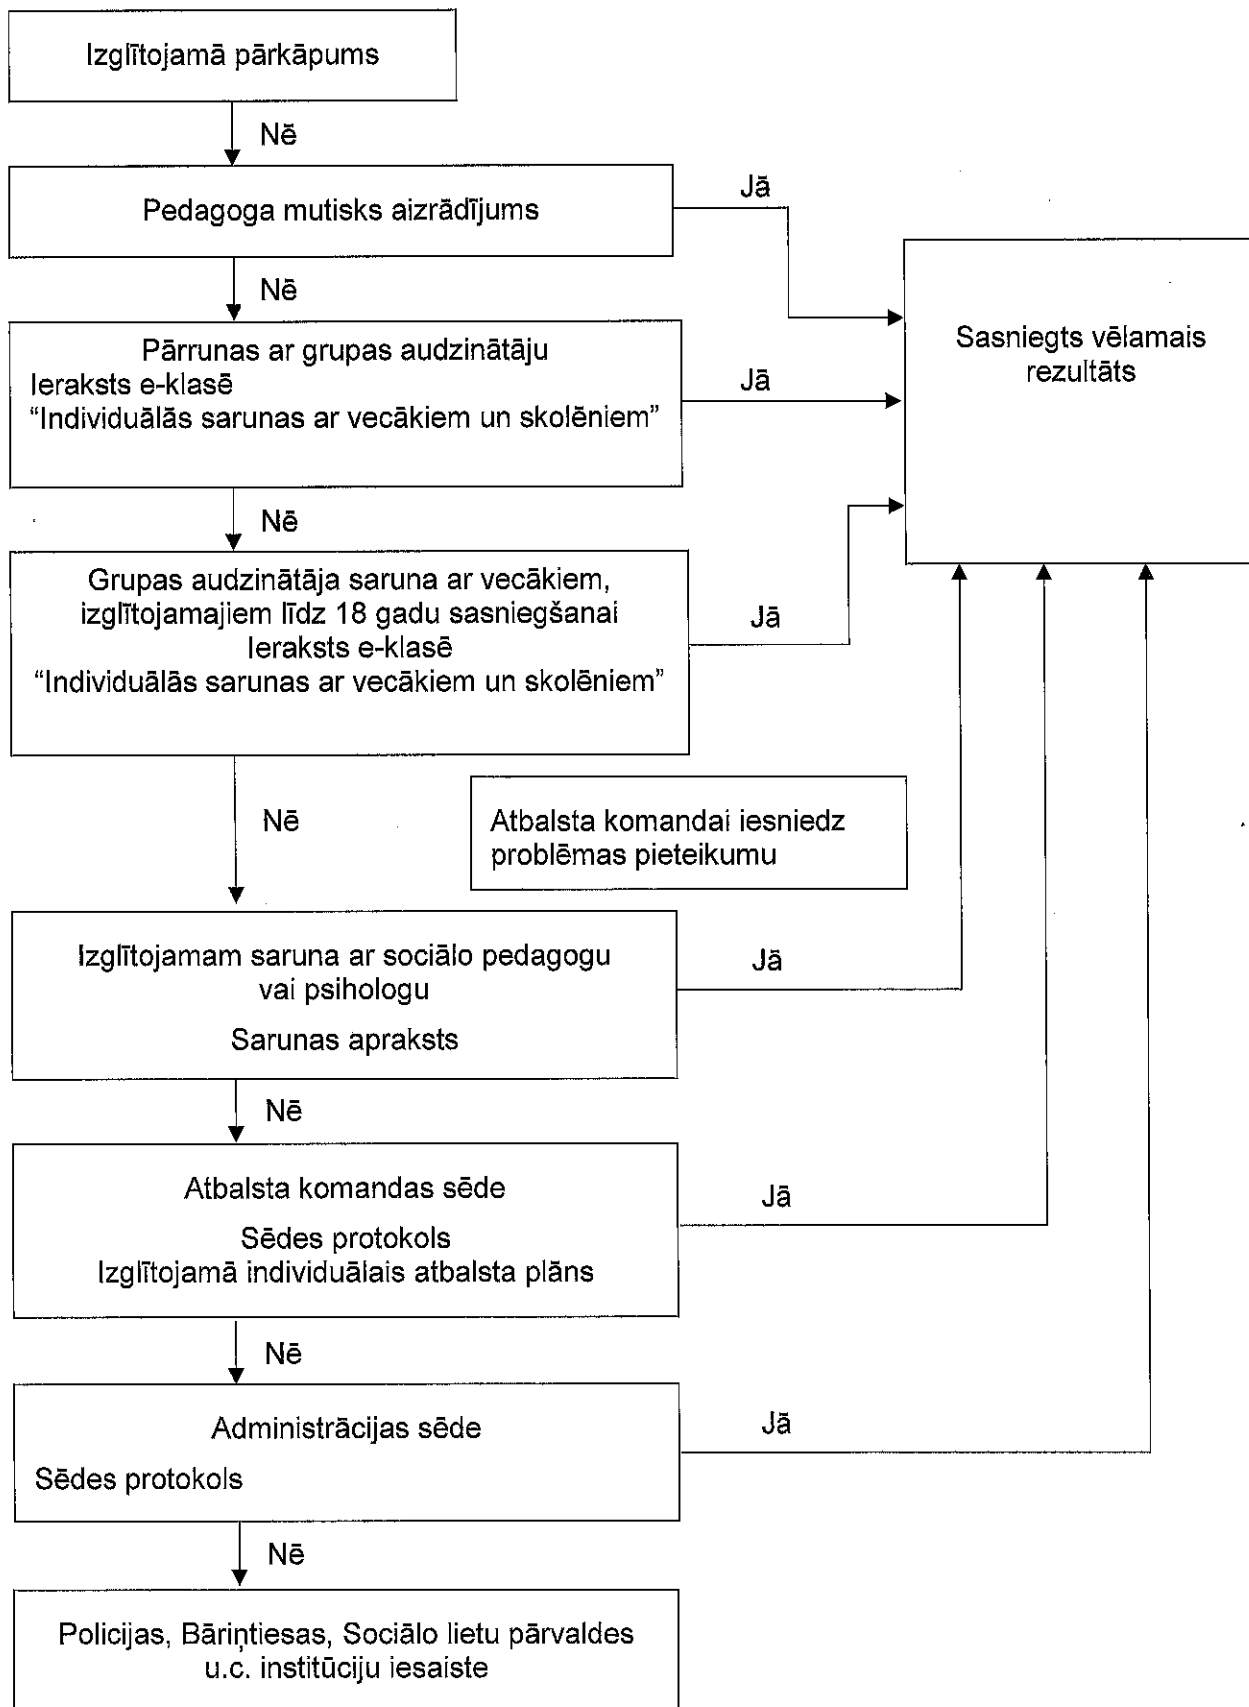 Izglītojamā pārkāpums
Nē
Pedagoga mutisks aizrādījums
Jā
Nē
Pārrunas ar grupas audzinātāju
Ieraksts e-klasē
“Individuālās sarunas ar vecākiem un skolēniem”
Jā
Sasniegts vēlamais
rezultāts
Nē
Grupas audzinātāja saruna ar vecākiem,
izglītojamajiem līdz 18 gadu sasniegšanai
Ieraksts e-klasē
“Individuālās sarunas ar vecākiem un skolēniem”
Jā
Nē
Atbalsta komandai iesniedz
problēmas pieteikumu
Izglītojamam saruna ar sociālo pedagogu
vai psihologu
Sarunas apraksts
Jā
Nē
Atbalsta komandas sēde
Sēdes protokols
Izglītojamā individuālais atbalsta plāns
Jā
Nē
Administrācijas sēde
Sēdes protokols
Jā
Nē
Policijas, Bāriņtiesas, Sociālo lietu pārvaldes
u.c. institūciju iesaiste